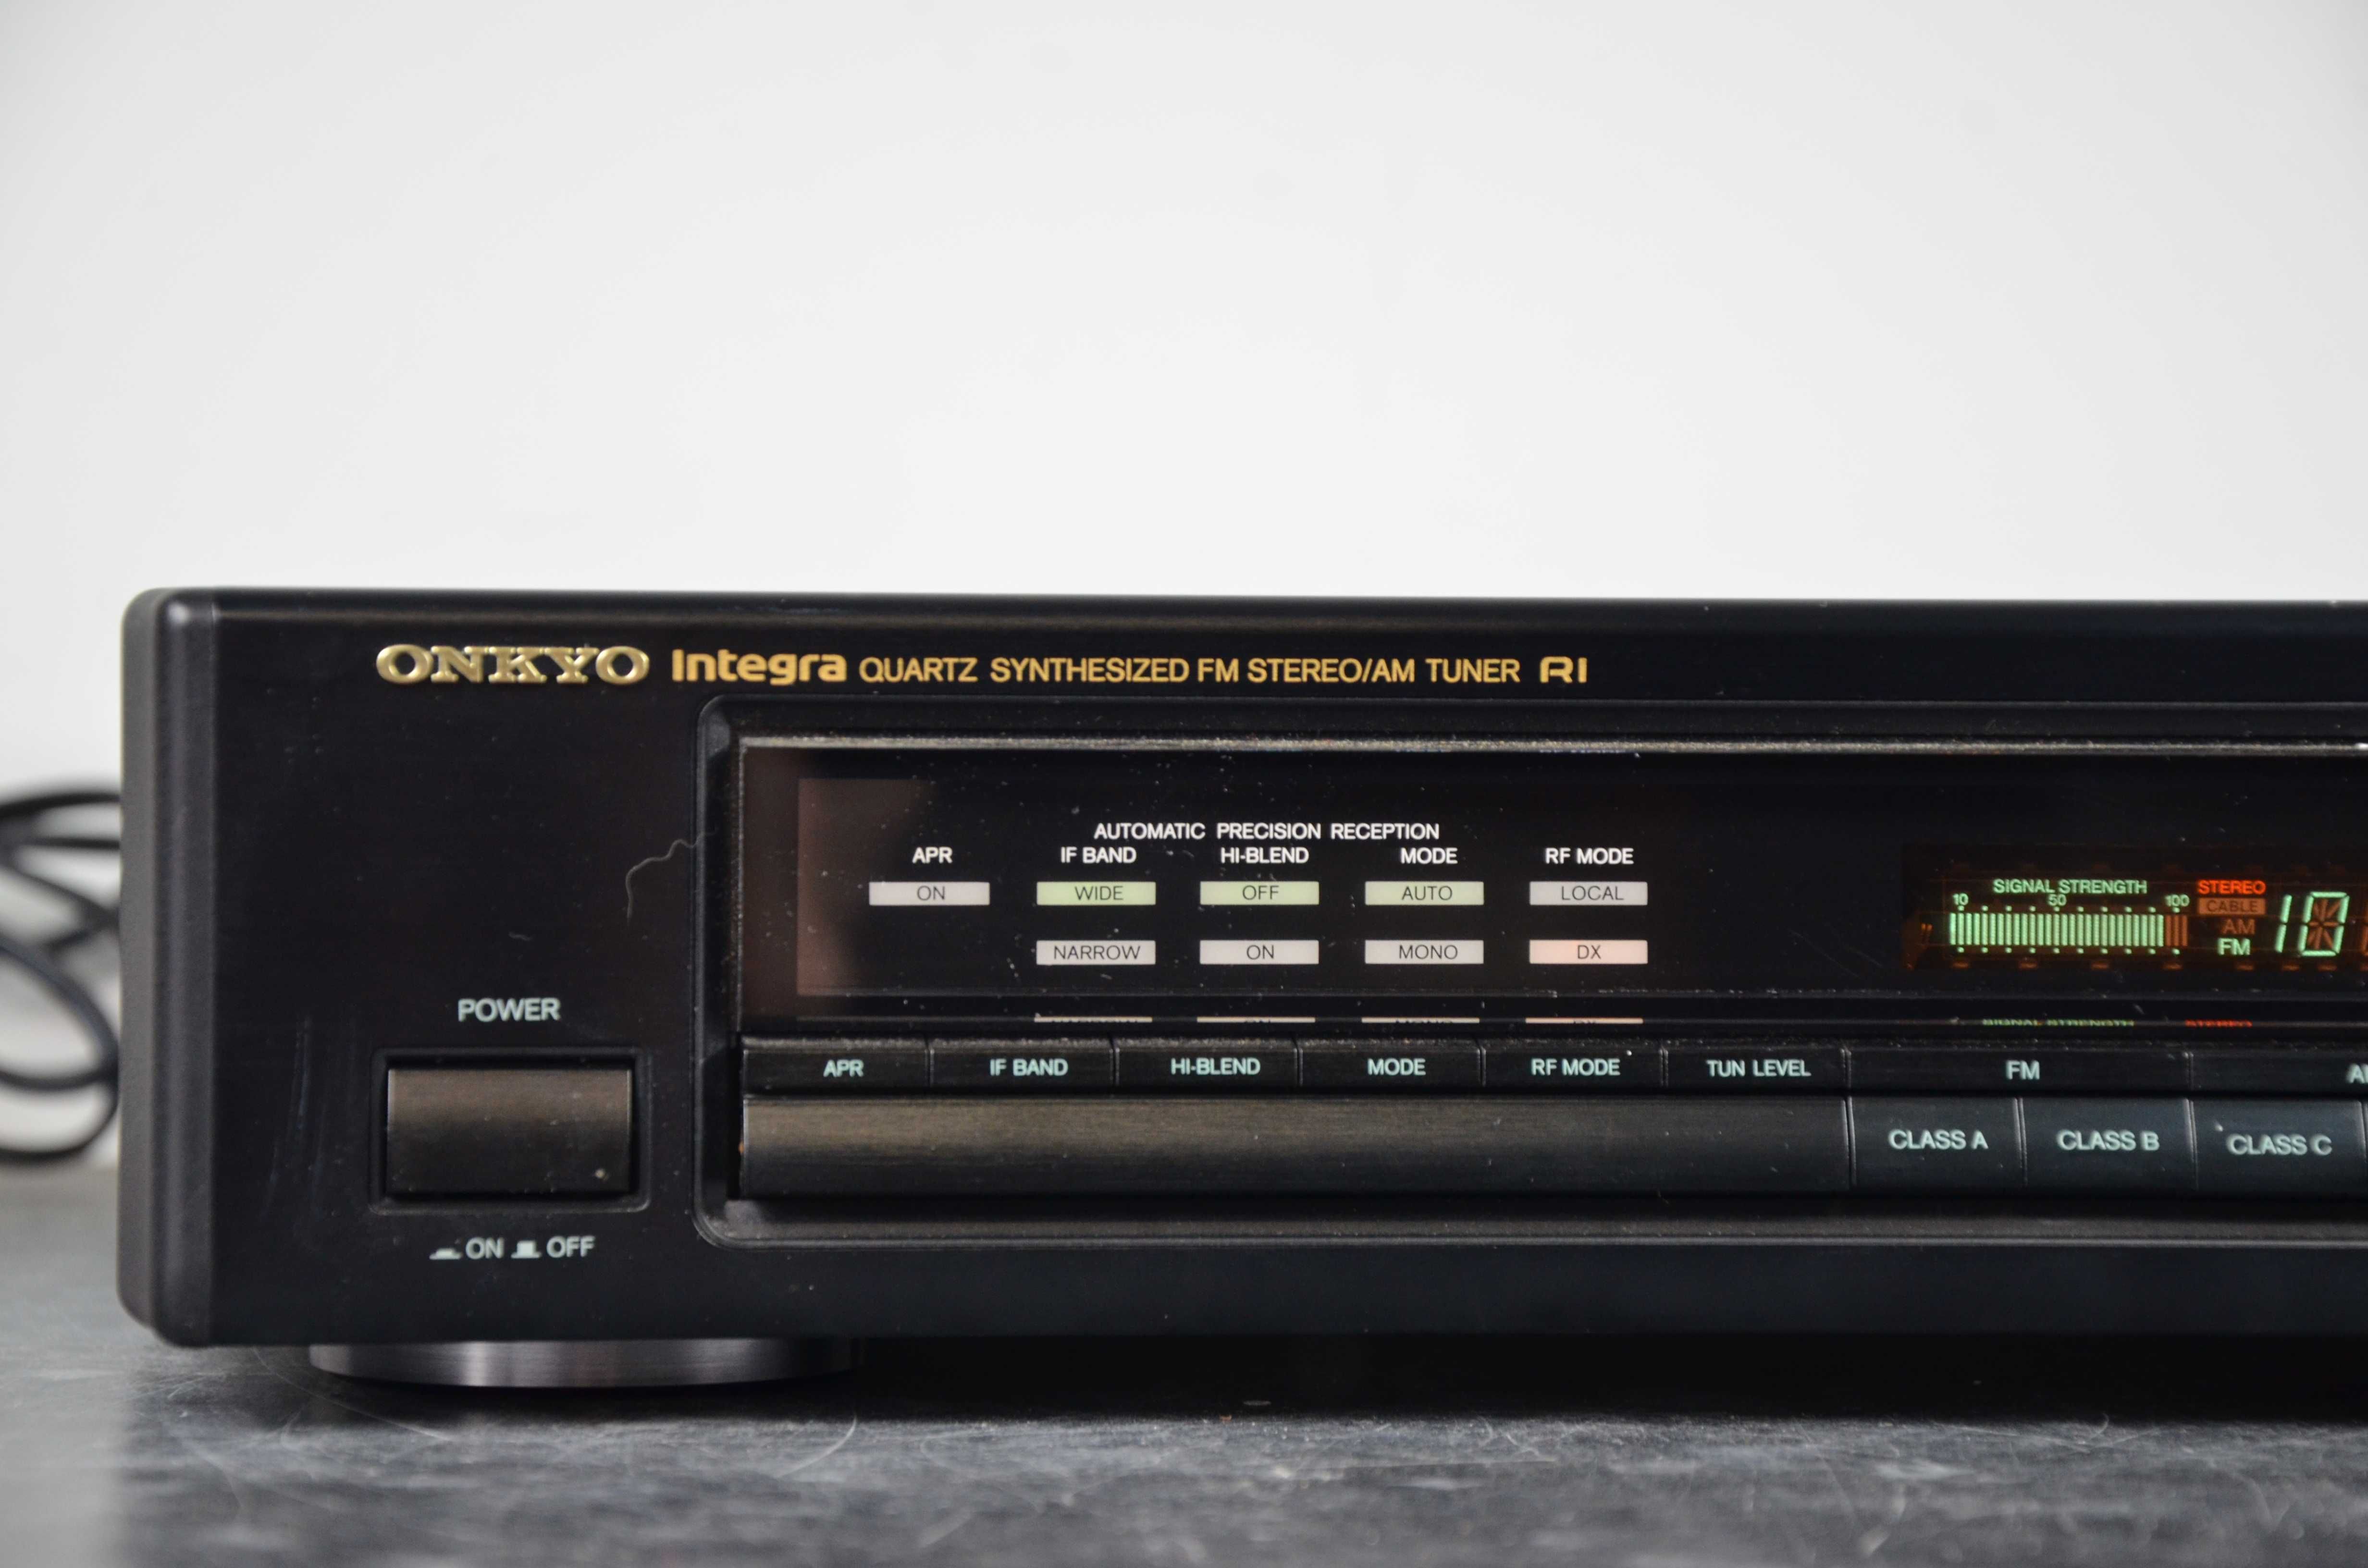 ONKYO Integra QUARTZ SYNTHESIZED FM STEREO/AM TUNER RI
AUTOMATIC PRECISION RECEPTION
APR IF BAND HI-BLEND MODE RF MODE
ON WIDE OFF AUTO LOCAL
NARROW ON MONO DX
SIGNAL STRENGTH
10 50 100
STEREO
CABLE
AM
FM
10
POWER
ON OFF
APR IF BAND HI-BLEND MODE RF MODE TUN LEVEL FM
CLASS A CLASS B CLASS C